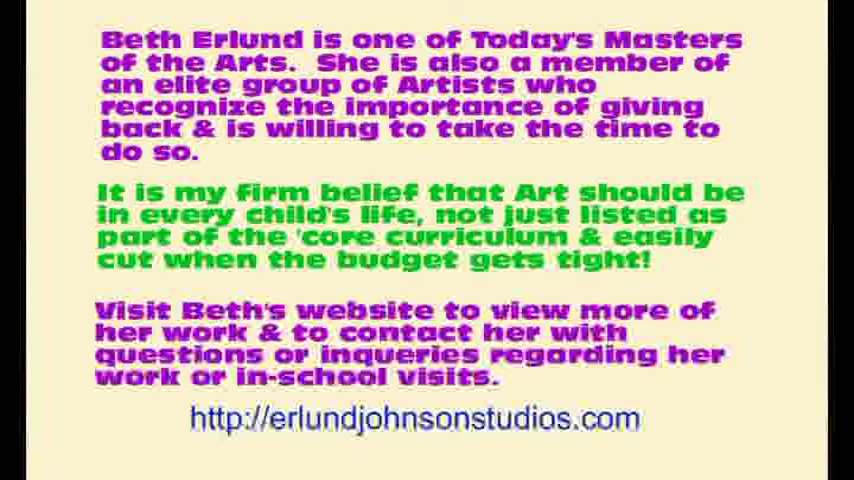 Beth Erlund is one of Today's Masters
of the Arts.  She is also a member of
an elite group of Artists who
recognize the importance of giving
back & is willing to take the time to
do so.
It is my firm belief that Art should be
in every child's life, not just listed as
part of the 'core curriculum & easily
cut when the budget gets tight!
Visit Beth's website to view more of
her work & to contact her with
questions or inqueries regarding her
work or in-school visits.
http://erlundjohnsonstudios.com